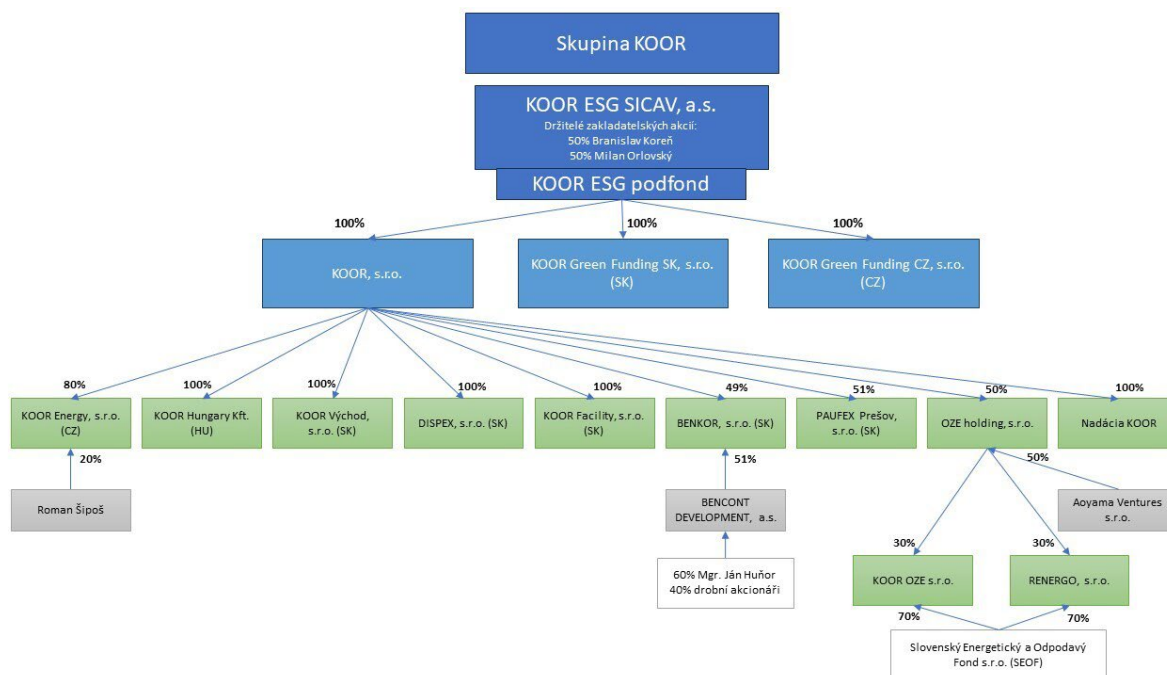 Skupina KOOR
KOOR ESG SICAV, a.s.
Držitelé zakladatelských akcií:
50% Branislav Koreň
50% Milan Orlovský
KOOR ESG podfond
100%
100%
100%
KOOR, s.r.o.
KOOR Green Funding SK, s.r.o.
(SK)
KOOR Green Funding CZ, s.r.o.
(CZ)
80%
100%
100%
100%
100%
49%
51%
50%
100%
KOOR Energy, s.r.o.
(CZ)
KOOR Hungary Kft.
(HU)
KOOR Východ,
s.r.o. (SK)
DISPEX, s.r.o. (SK)
KOOR Facility, s.r.o.
(SK)
BENKOR, s.r.o. (SK)
PAUFEX Prešov,
s.r.o. (SK)
OZE holding, s.r.o.
Nadácia KOOR
20%
51%
50%
Roman Šipoš
BENCONT
DEVELOPMENT, a.s.
Aoyama Ventures
s.r.o.
30%
30%
60% Mgr. Ján Huňor
40% drobní akcionáři
KOOR OZE s.r.o.
RENERGO, s.r.o.
70%
70%
Slovenský Energetický a Odpodavý
Fond s.r.o. (SEOF)